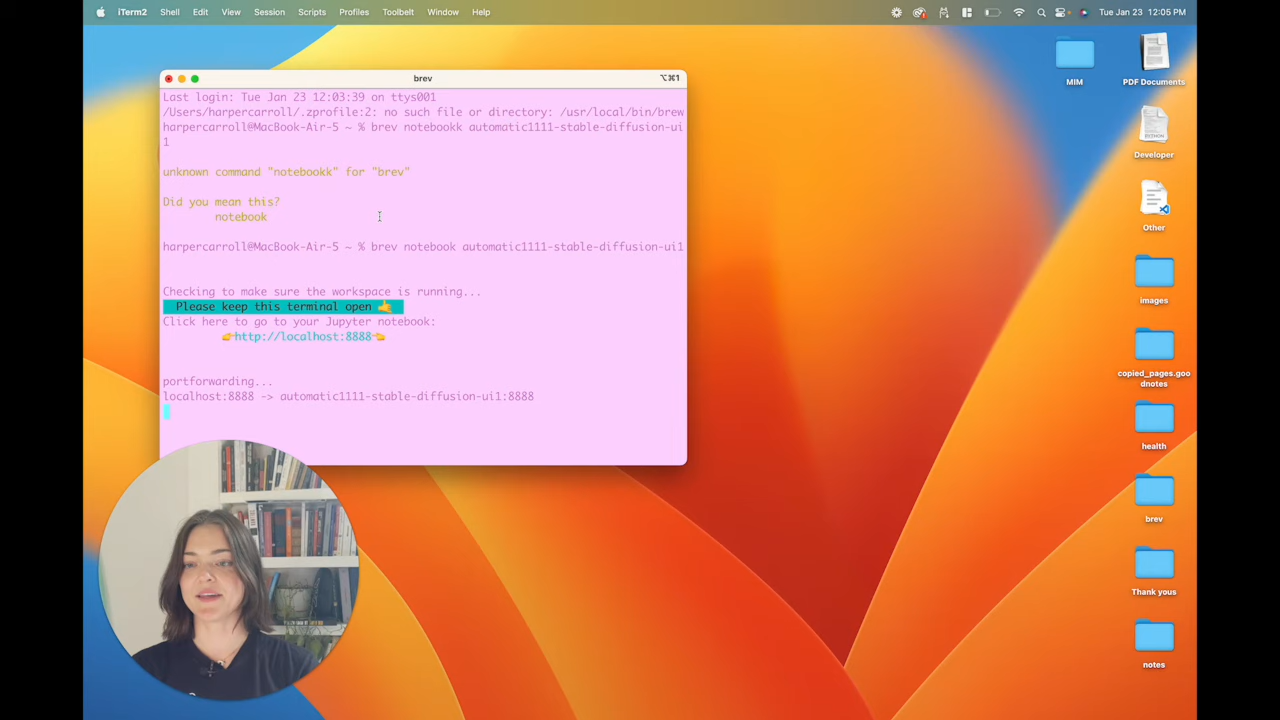 iTerm2 Shell Edit View Session Scripts Profiles Toolbelt Window Help Tue Jan 23 12:05 PM
brev ⌥⌘1
Last login: Tue Jan 23 12:03:39 on ttys001
/Users/harpercarroll/.zprofile:2: no such file or directory: /usr/local/bin/brew
harpercarroll@MacBook-Air-5 ~ % brev notebookk automatic1111-stable-diffusion-ui
1
unknown command "notebookk" for "brev"
Did you mean this?
notebook
harpercarroll@MacBook-Air-5 ~ % brev notebook automatic1111-stable-diffusion-ui1
Checking to make sure the workspace is running...
Please keep this terminal open 🤙
Click here to go to your Jupyter notebook:
👉http://localhost:8888👈
portforwarding...
localhost:8888 -> automatic1111-stable-diffusion-ui1:8888
MIM
PDF Documents
Developer
Other
images
copied_pages.goo
dnotes
health
brev
Thank yous
notes